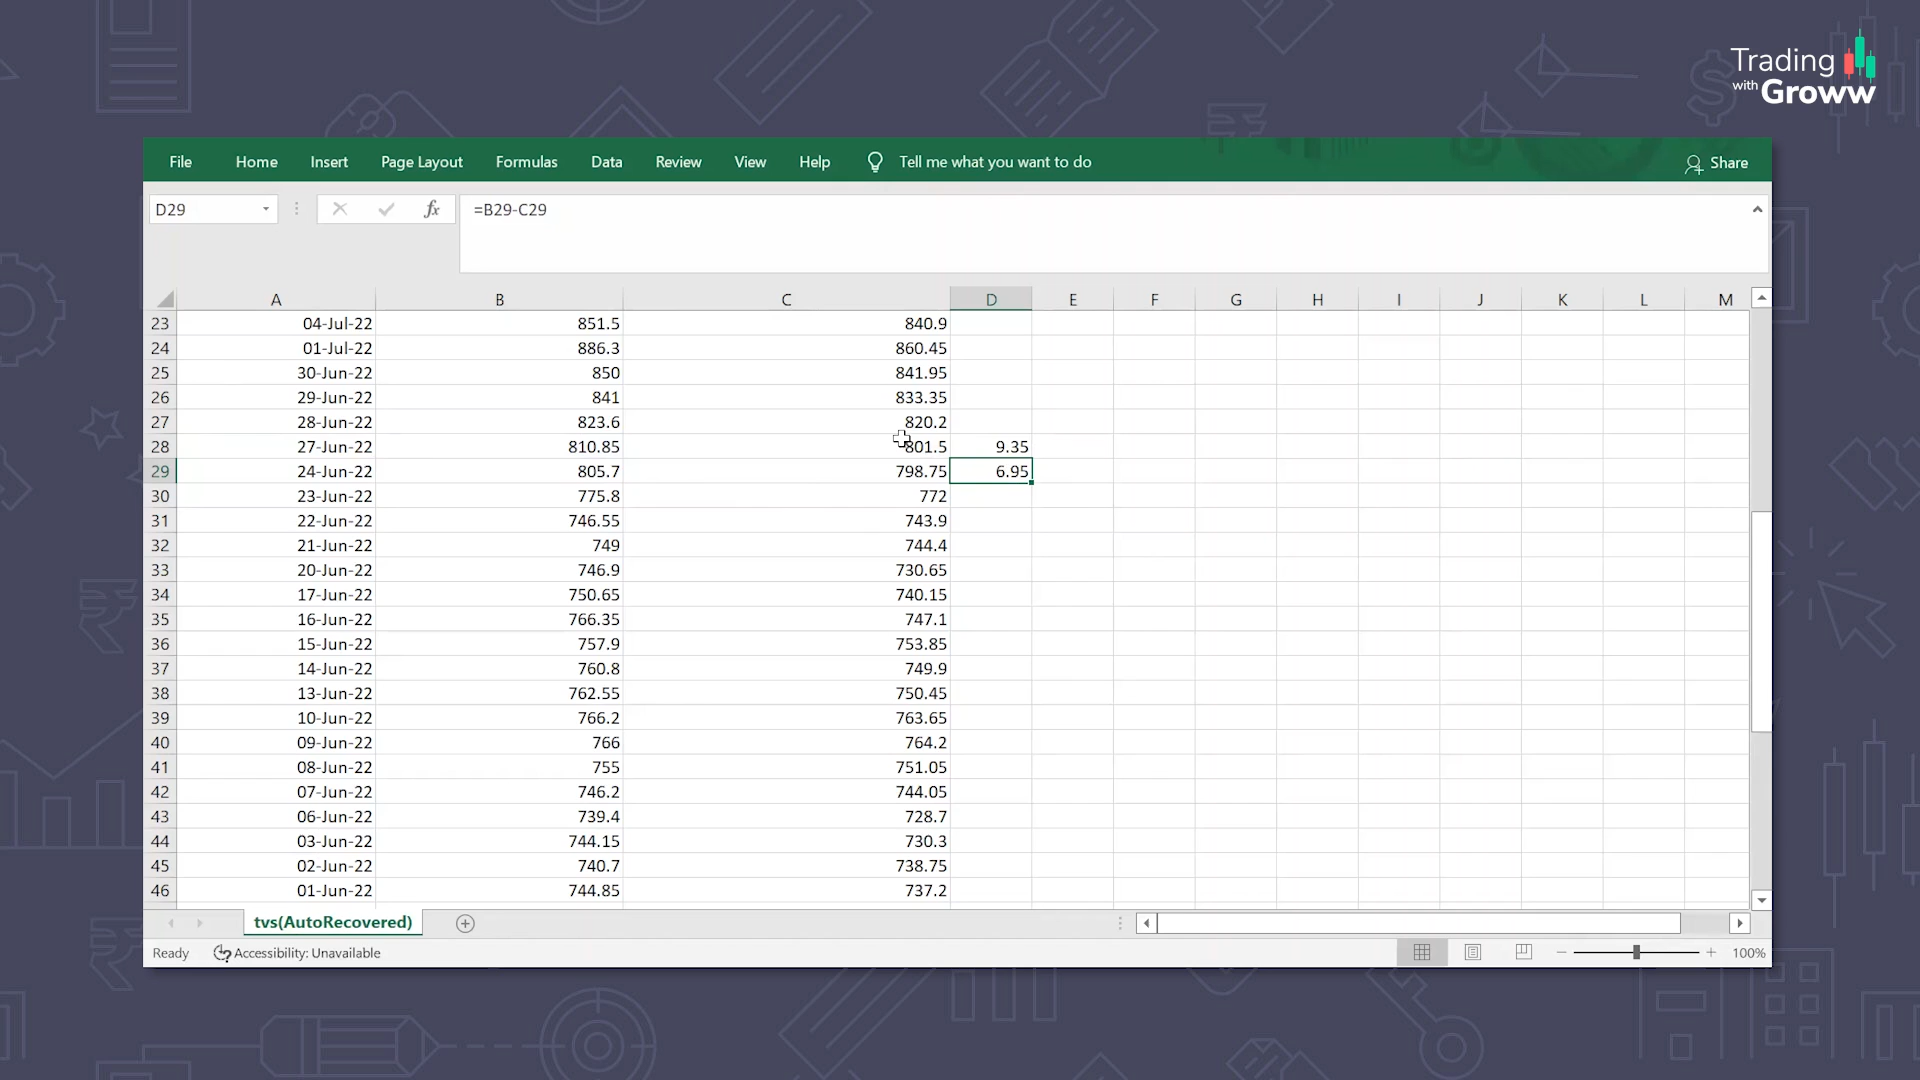 Trading
with Groww
File Home Insert Page Layout Formulas Data Review View Help Tell me what you want to do Share
D29 fx =B29-C29
A B C D E F G H I J K L M
23 04-Jul-22 851.5 840.9
24 01-Jul-22 886.3 860.45
25 30-Jun-22 850 841.95
26 29-Jun-22 841 833.35
27 28-Jun-22 823.6 820.2
28 27-Jun-22 810.85 801.5 9.35
29 24-Jun-22 805.7 798.75 6.95
30 23-Jun-22 775.8 772
31 22-Jun-22 746.55 743.9
32 21-Jun-22 749 744.4
33 20-Jun-22 746.9 730.65
34 17-Jun-22 750.65 740.15
35 16-Jun-22 766.35 747.1
36 15-Jun-22 757.9 753.85
37 14-Jun-22 760.8 749.9
38 13-Jun-22 762.55 750.45
39 10-Jun-22 766.2 763.65
40 09-Jun-22 766 764.2
41 08-Jun-22 755 751.05
42 07-Jun-22 746.2 744.05
43 06-Jun-22 739.4 728.7
44 03-Jun-22 744.15 730.3
45 02-Jun-22 740.7 738.75
46 01-Jun-22 744.85 737.2
tvs(AutoRecovered)
Ready Accessibility: Unavailable 100%